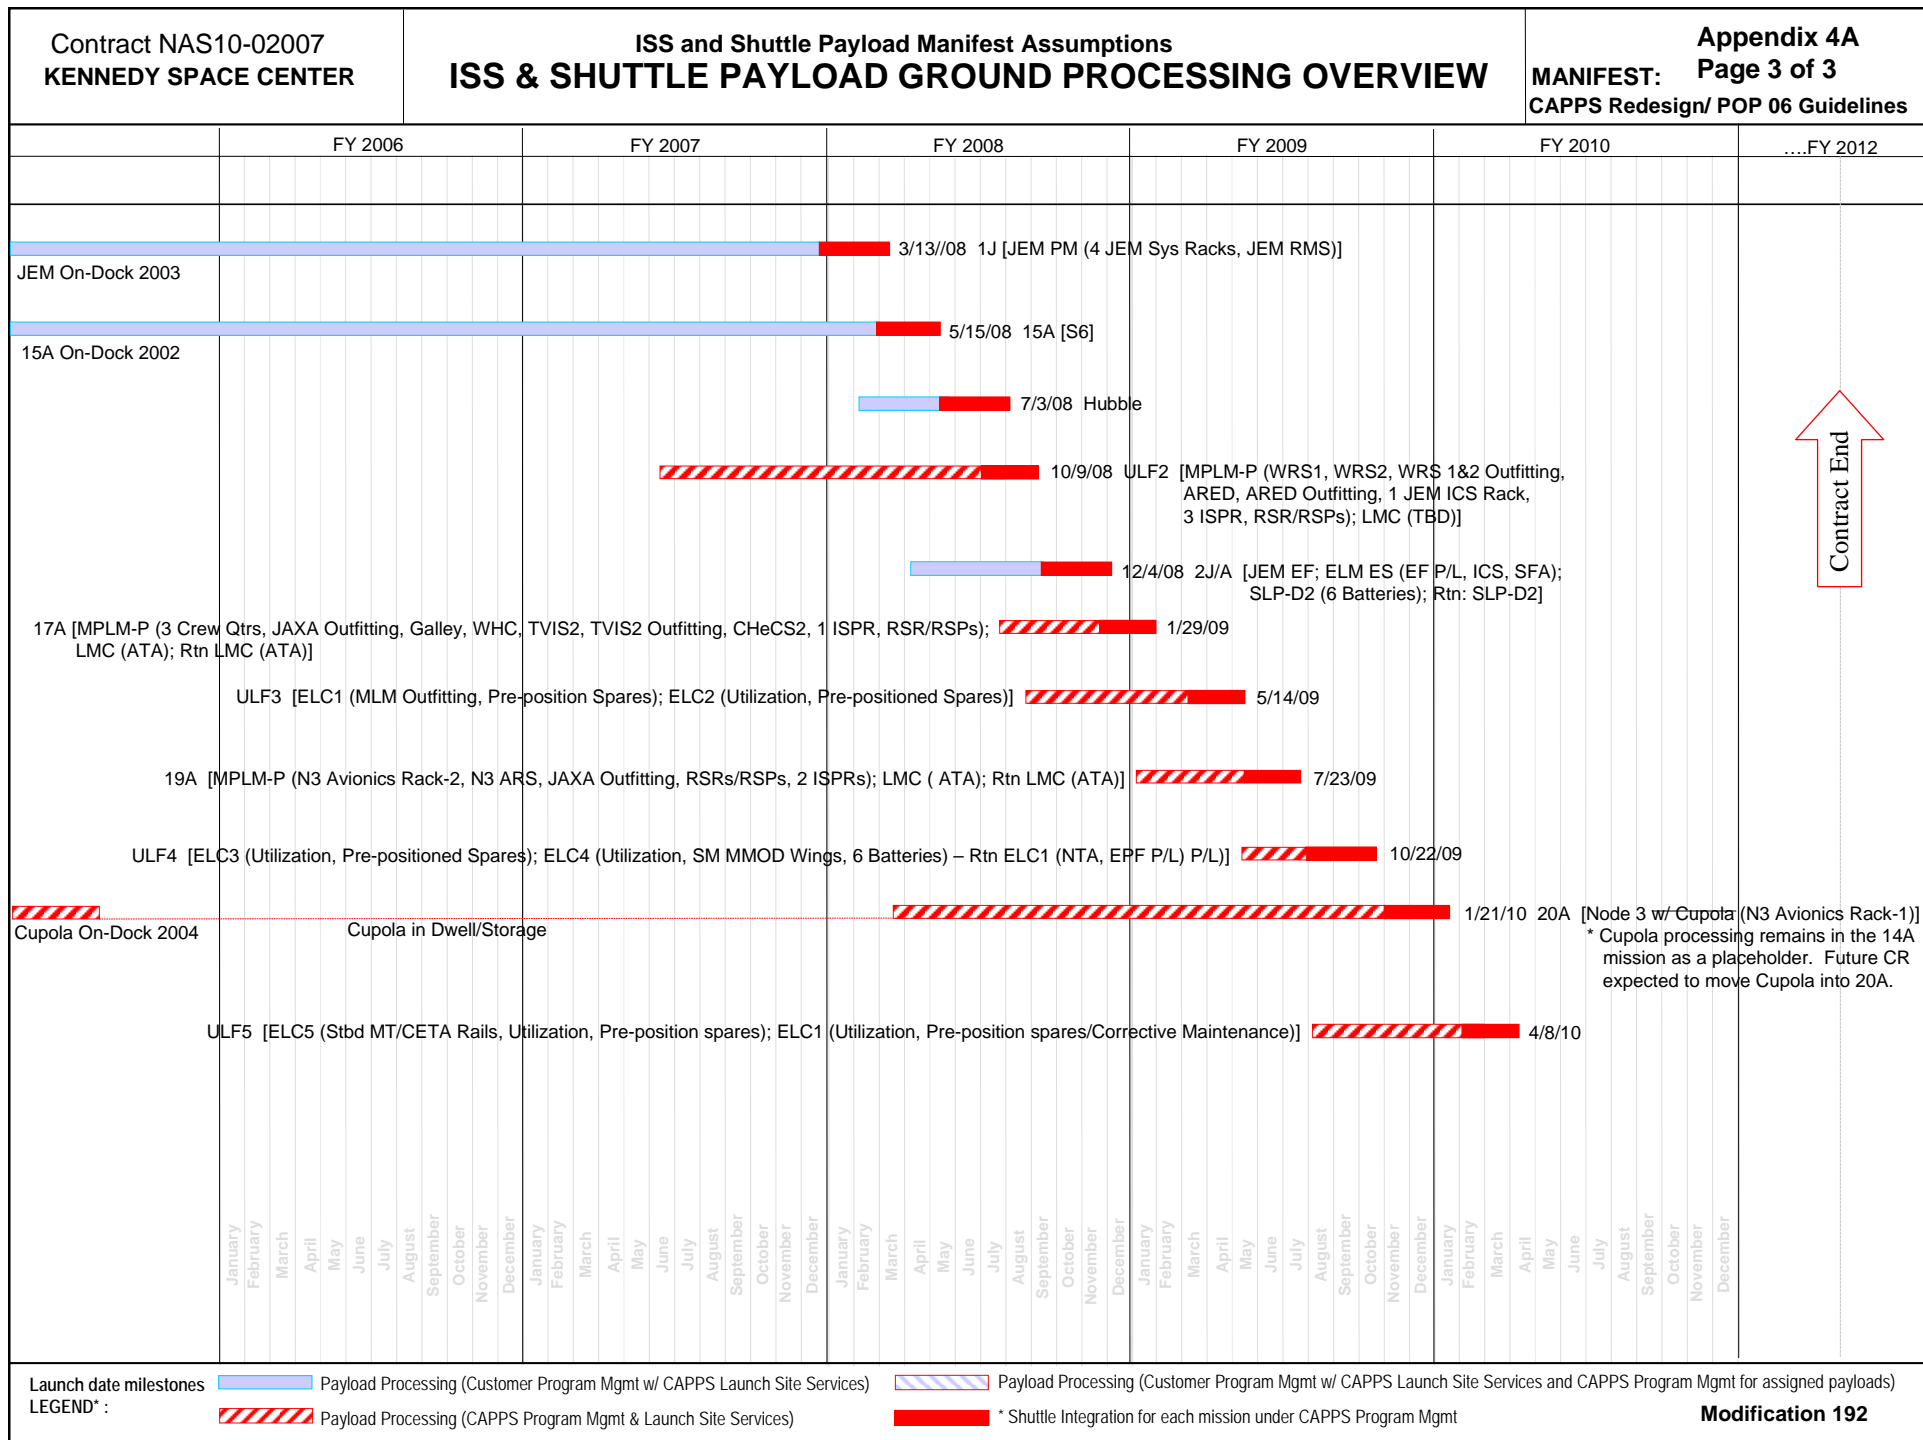 Contract NAS10-02007
KENNEDY SPACE CENTER
ISS and Shuttle Payload Manifest Assumptions
ISS & SHUTTLE PAYLOAD GROUND PROCESSING OVERVIEW
Appendix 4A
MANIFEST: Page 3 of 3
CAPPS Redesign/ POP 06 Guidelines
FY 2006 FY 2007 FY 2008 FY 2009 FY 2010 ....FY 2012
3/13//08 1J [JEM PM (4 JEM Sys Racks, JEM RMS)]
JEM On-Dock 2003
5/15/08 15A [S6]
15A On-Dock 2002
7/3/08 Hubble
Contract End
10/9/08 ULF2 [MPLM-P (WRS1, WRS2, WRS 1&2 Outfitting,
ARED, ARED Outfitting, 1 JEM ICS Rack,
3 ISPR, RSR/RSPs); LMC (TBD)]
12/4/08 2J/A [JEM EF; ELM ES (EF P/L, ICS, SFA);
SLP-D2 (6 Batteries); Rtn: SLP-D2]
17A [MPLM-P (3 Crew Qtrs, JAXA Outfitting, Galley, WHC, TVIS2, TVIS2 Outfitting, CHeCS2, 1 ISPR, RSR/RSPs); 1/29/09
LMC (ATA); Rtn LMC (ATA)]
ULF3 [ELC1 (MLM Outfitting, Pre-position Spares); ELC2 (Utilization, Pre-positioned Spares)] 5/14/09
19A [MPLM-P (N3 Avionics Rack-2, N3 ARS, JAXA Outfitting, RSRs/RSPs, 2 ISPRs); LMC ( ATA); Rtn LMC (ATA)] 7/23/09
ULF4 [ELC3 (Utilization, Pre-positioned Spares); ELC4 (Utilization, SM MMOD Wings, 6 Batteries) – Rtn ELC1 (NTA, EPF P/L) P/L)] 10/22/09
1/21/10 20A [Node 3 w/ Cupola (N3 Avionics Rack-1)]
Cupola On-Dock 2004 Cupola in Dwell/Storage
* Cupola processing remains in the 14A
mission as a placeholder. Future CR
expected to move Cupola into 20A.
ULF5 [ELC5 (Stbd MT/CETA Rails, Utilization, Pre-position spares); ELC1 (Utilization, Pre-position spares/Corrective Maintenance)] 4/8/10
January February March April May June July August September October November December January February March April May June July August September October November December January February March April May June July August September October November December January February March April May June July August September October November December January February March April May June July August September October November December
Launch date milestones
LEGEND* :
Payload Processing (Customer Program Mgmt w/ CAPPS Launch Site Services)
Payload Processing (Customer Program Mgmt w/ CAPPS Launch Site Services and CAPPS Program Mgmt for assigned payloads)
Payload Processing (CAPPS Program Mgmt & Launch Site Services)
* Shuttle Integration for each mission under CAPPS Program Mgmt
Modification 192